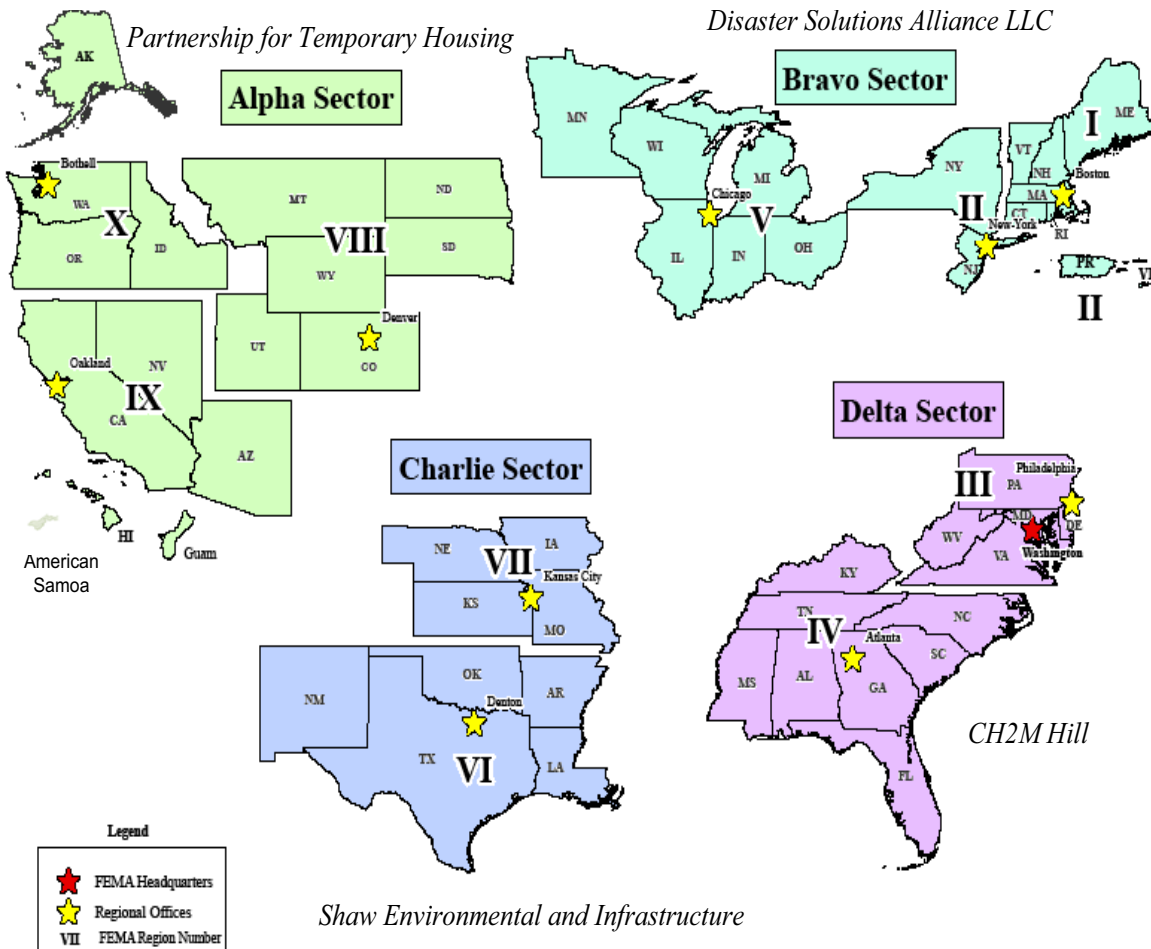 Partnership for Temporary Housing
Alpha Sector
AK
Bothell
WA
X
OR
ID
MT
ND
VIII
SD
WY
Denver
UT
CO
Oakland
NV
IX
CA
AZ
HI
Guam
American
Samoa
Disaster Solutions Alliance LLC
Bravo Sector
MN
WI
MI
Chicago
V
IL
IN
OH
NY
II
New-York
NJ
I
ME
VT
NH
Boston
MA
CT
RI
PR
VI
II
Charlie Sector
NE
IA
VII
Kansas City
KS
MO
OK
AR
NM
Denton
TX
VI
LA
Shaw Environmental and Infrastructure
Delta Sector
Philadelphia
III
PA
MD
DE
WV
VA
Washington
KY
TN
NC
IV
Atlanta
SC
MS
AL
GA
FL
CH2M Hill
Legend
FEMA Headquarters
Regional Offices
VII FEMA Region Number